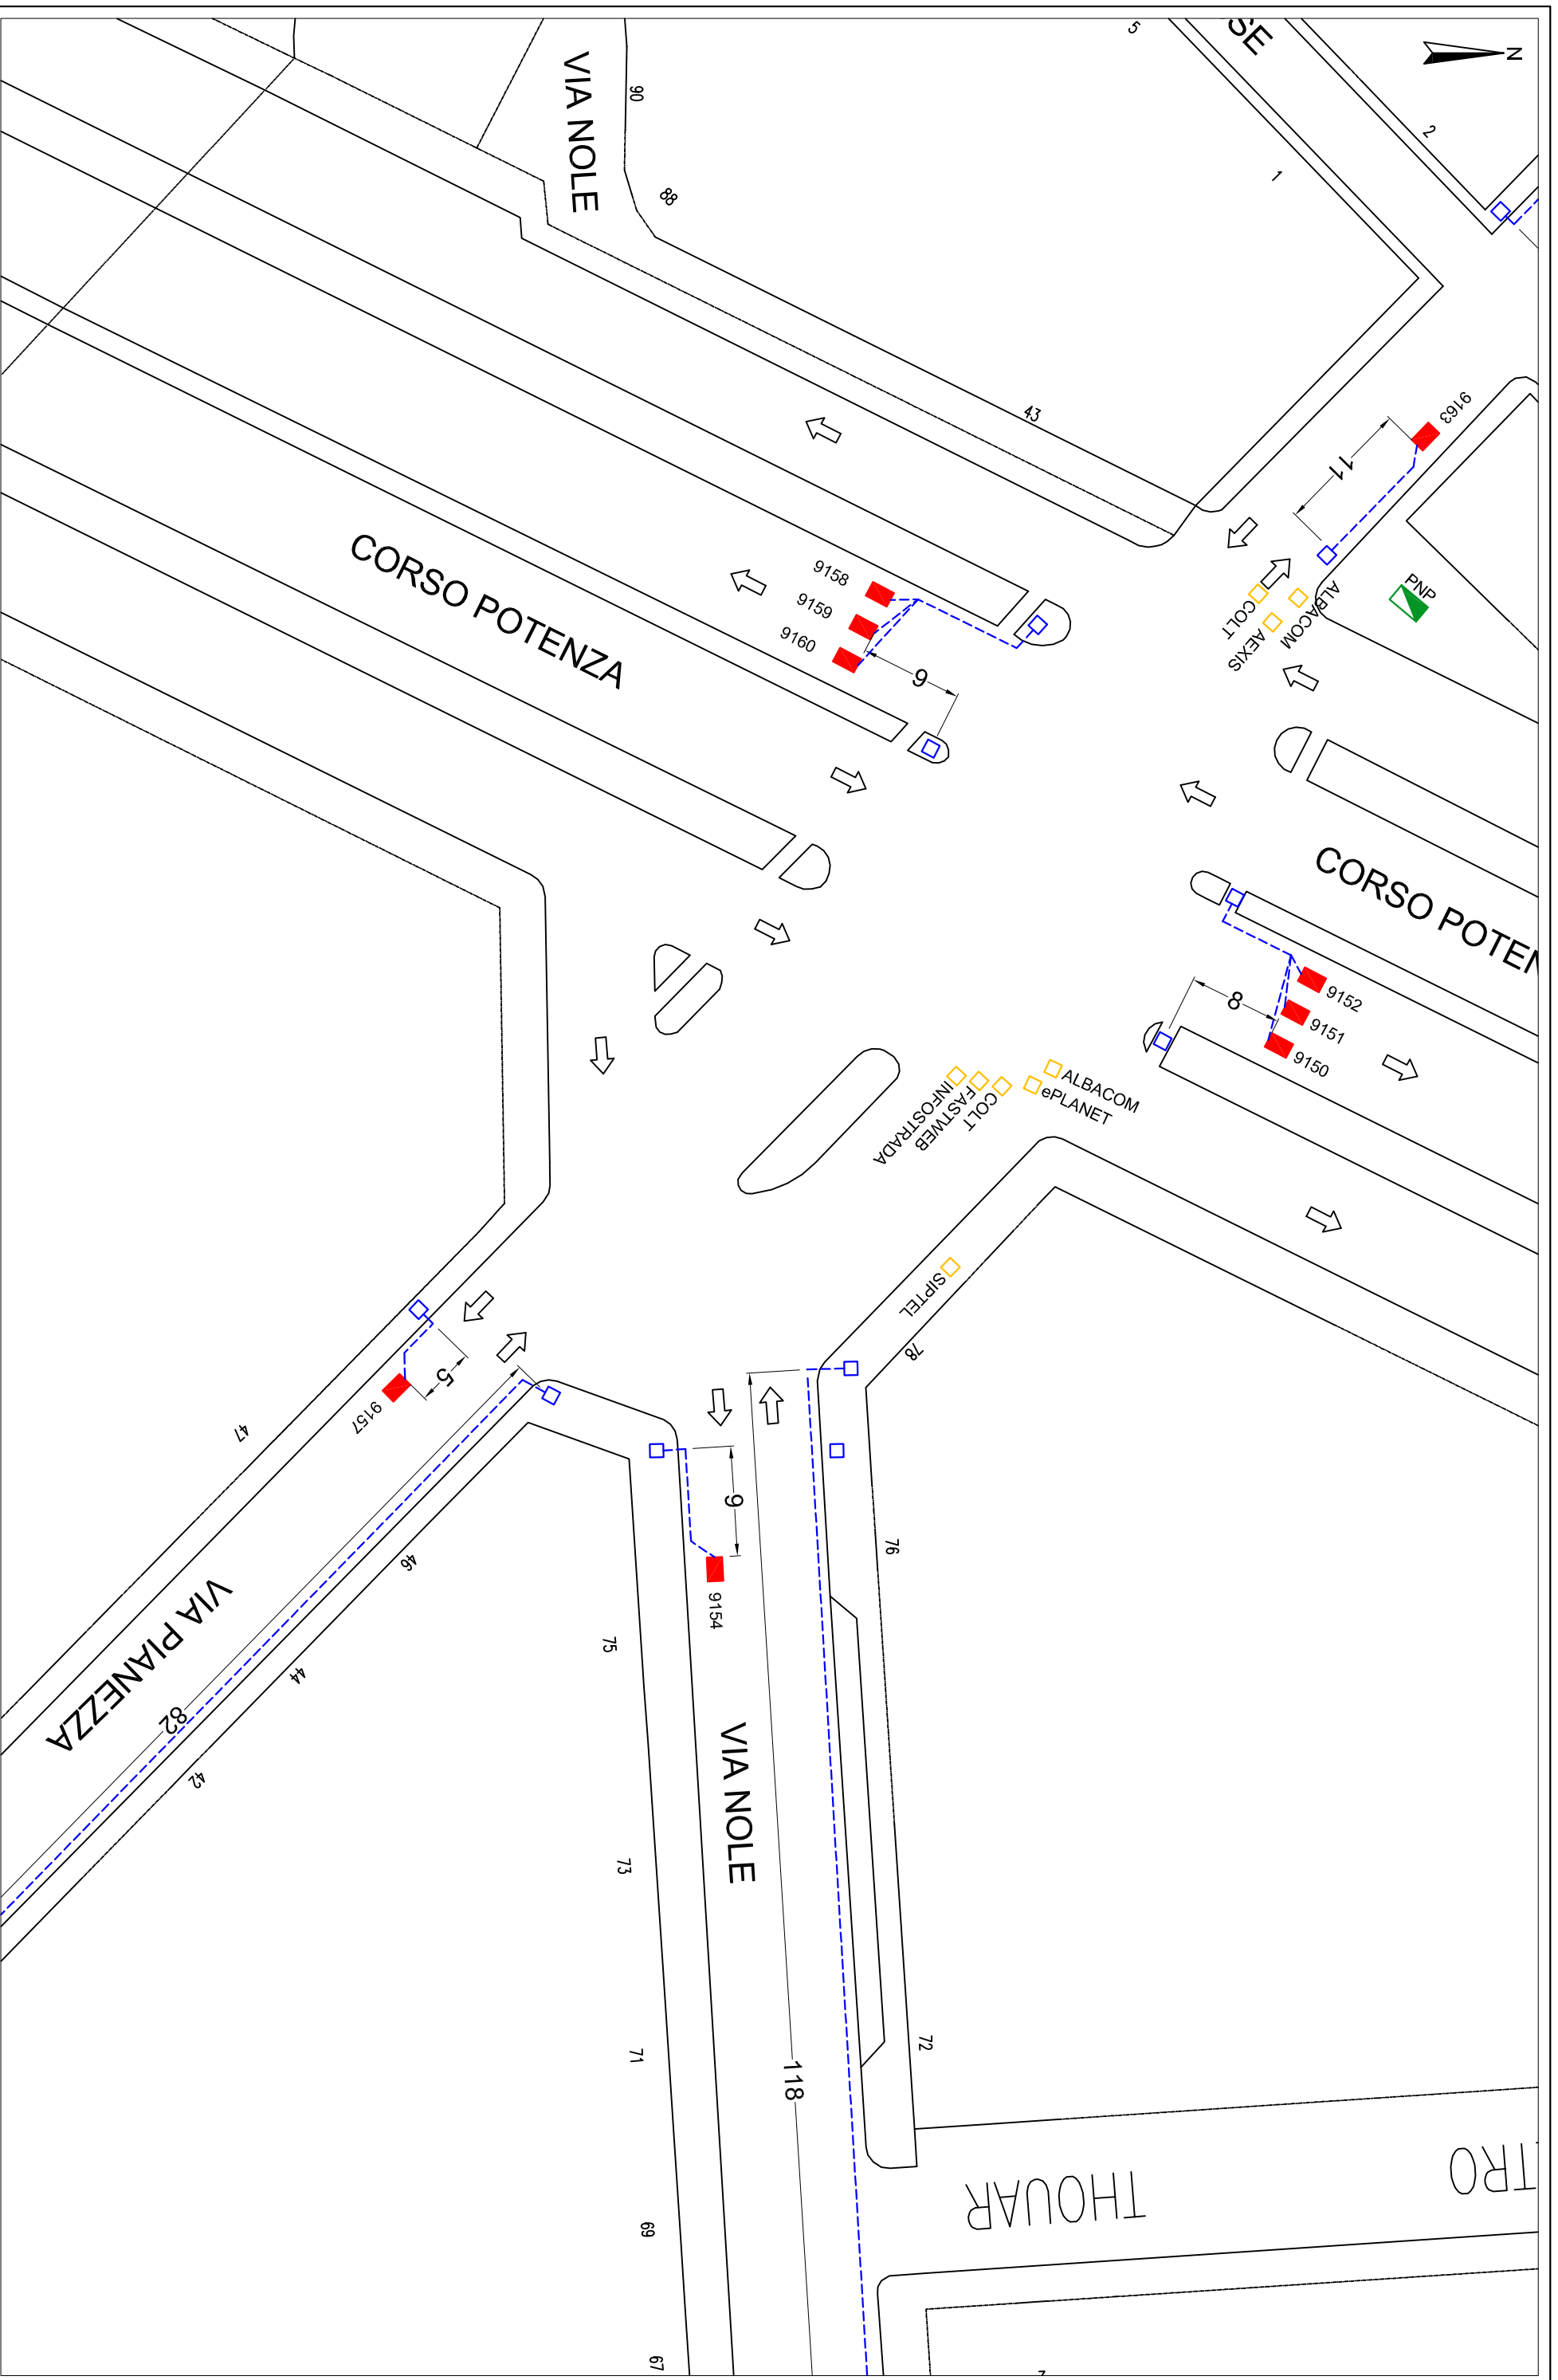 SE
N
5
2
1
90
VIA NOLE
88
43
9163
11
PNP
ALBACOM
AEXIS
COLT
9158
9159
9160
9
CORSO POTENZA
CORSO POTEN
9152
9151
9150
8
ALBACOM
ePLANET
COLT
FASTWEB
INFOSTRADA
SIPTEL
78
5
9157
47
9
9154
76
46
75
44
VIA PIANEZZA
82
42
VIA NOLE
73
71
118
72
THOUAR
TRO
69
67